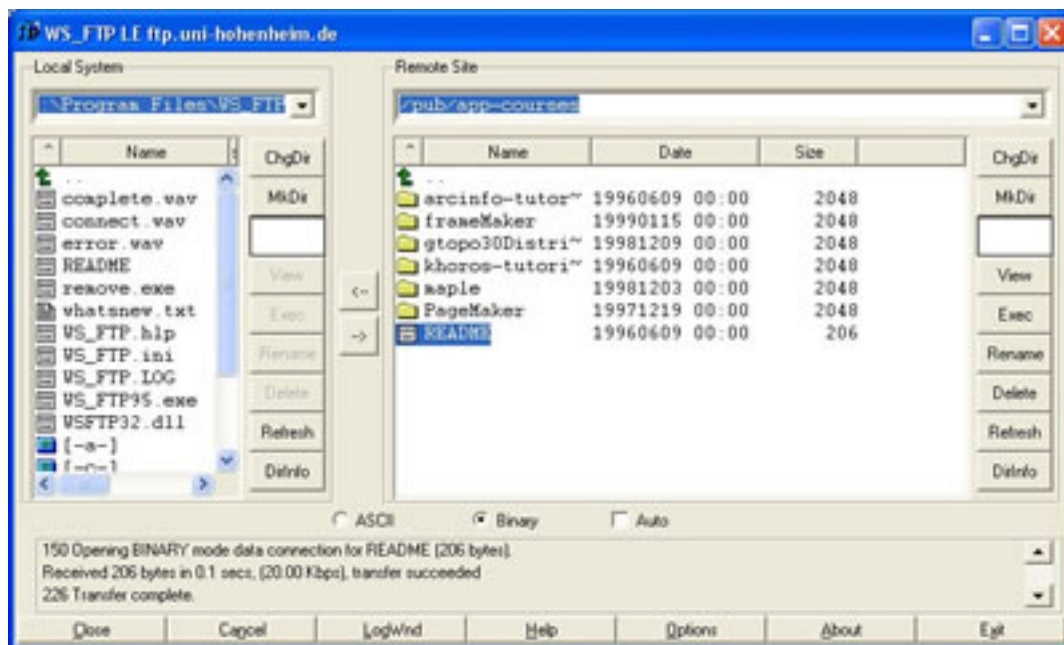 WS_FTP LE ftp.uni-hohenheim.de
Local System
:\Program Files\WS_FTP
Name
ChgDir
MkDir
..
complete.wav
connect.wav
error.wav
README
remove.exe
whatsnew.txt
WS_FTP.hlp
WS_FTP.ini
WS_FTP.LOG
WS_FTP95.exe
WSFTP32.dll
[-a-]
[-c-]
View
Exec
Rename
Delete
Refresh
DirInfo
<--
-->
Remote Site
/pub/app-courses
Name Date Size
..
arcinfo-tutor~ 19960609 00:00 2048
frameMaker 19990115 00:00 2048
gtopo30Distri~ 19981209 00:00 2048
khoros-tutori~ 19960609 00:00 2048
maple 19981203 00:00 2048
PageMaker 19971219 00:00 2048
README 19960609 00:00 206
ChgDir
MkDir
View
Exec
Rename
Delete
Refresh
DirInfo
ASCII Binary Auto
150 Opening BINARY mode data connection for README (206 bytes).
Received 206 bytes in 0.1 secs, (20.00 Kbps), transfer succeeded
226 Transfer complete.
Close Cancel LogWnd Help Options About Exit